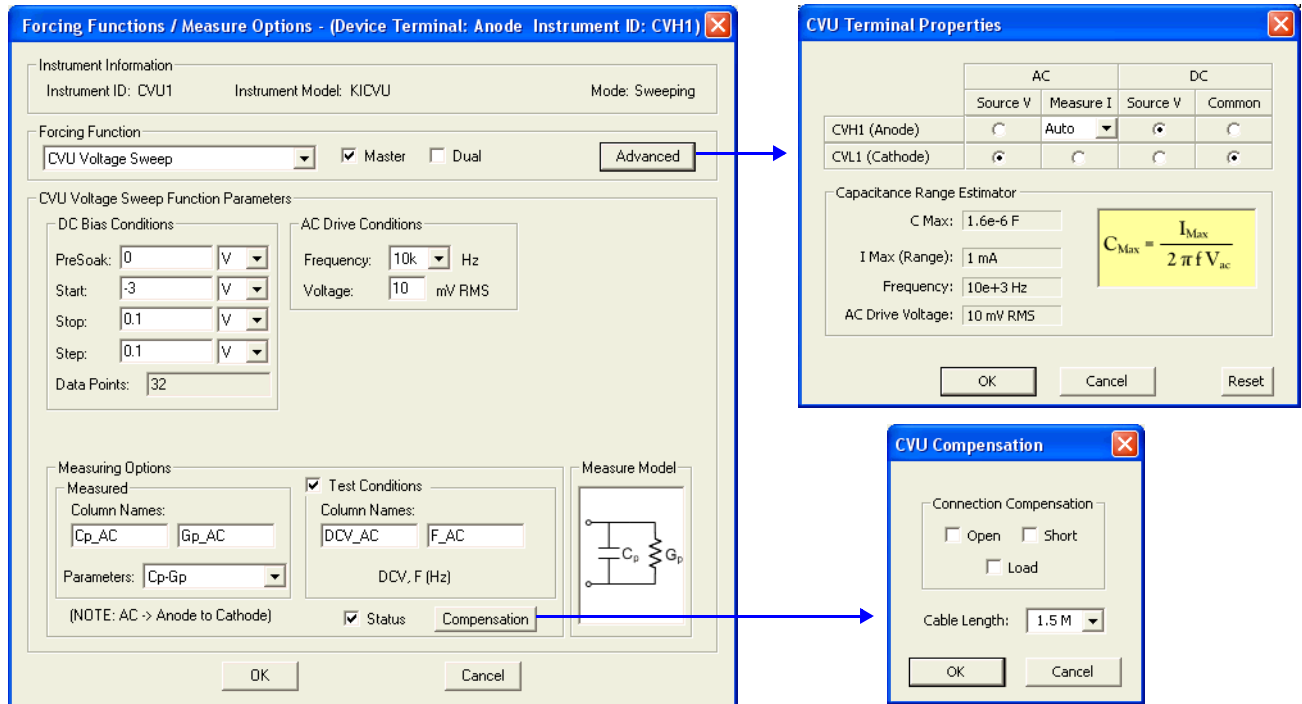 Forcing Functions / Measure Options - (Device Terminal: Anode Instrument ID: CVH1)
Instrument Information
Instrument ID: CVU1 Instrument Model: KICVU Mode: Sweeping
Forcing Function
CVU Voltage Sweep Master Dual Advanced
CVU Voltage Sweep Function Parameters
DC Bias Conditions
PreSoak: 0 V
Start: -3 V
Stop: 0.1 V
Step: 0.1 V
Data Points: 32
AC Drive Conditions
Frequency: 10k Hz
Voltage: 10 mV RMS
Measuring Options
Measured
Column Names:
Cp_AC Gp_AC
Parameters: Cp-Gp
(NOTE: AC -> Anode to Cathode)
Test Conditions
Column Names:
DCV_AC F_AC
DCV, F (Hz)
Status Compensation
Measure Model
Cp Gp
OK Cancel
CVU Terminal Properties
AC DC
Source V Measure I Source V Common
CVH1 (Anode) Auto
CVL1 (Cathode)
Capacitance Range Estimator
C Max: 1.6e-6 F
I Max (Range): 1 mA
Frequency: 10e+3 Hz
AC Drive Voltage: 10 mV RMS
CMax = IMax / 2 π f Vac
OK Cancel Reset
CVU Compensation
Connection Compensation
Open Short
Load
Cable Length: 1.5 M
OK Cancel